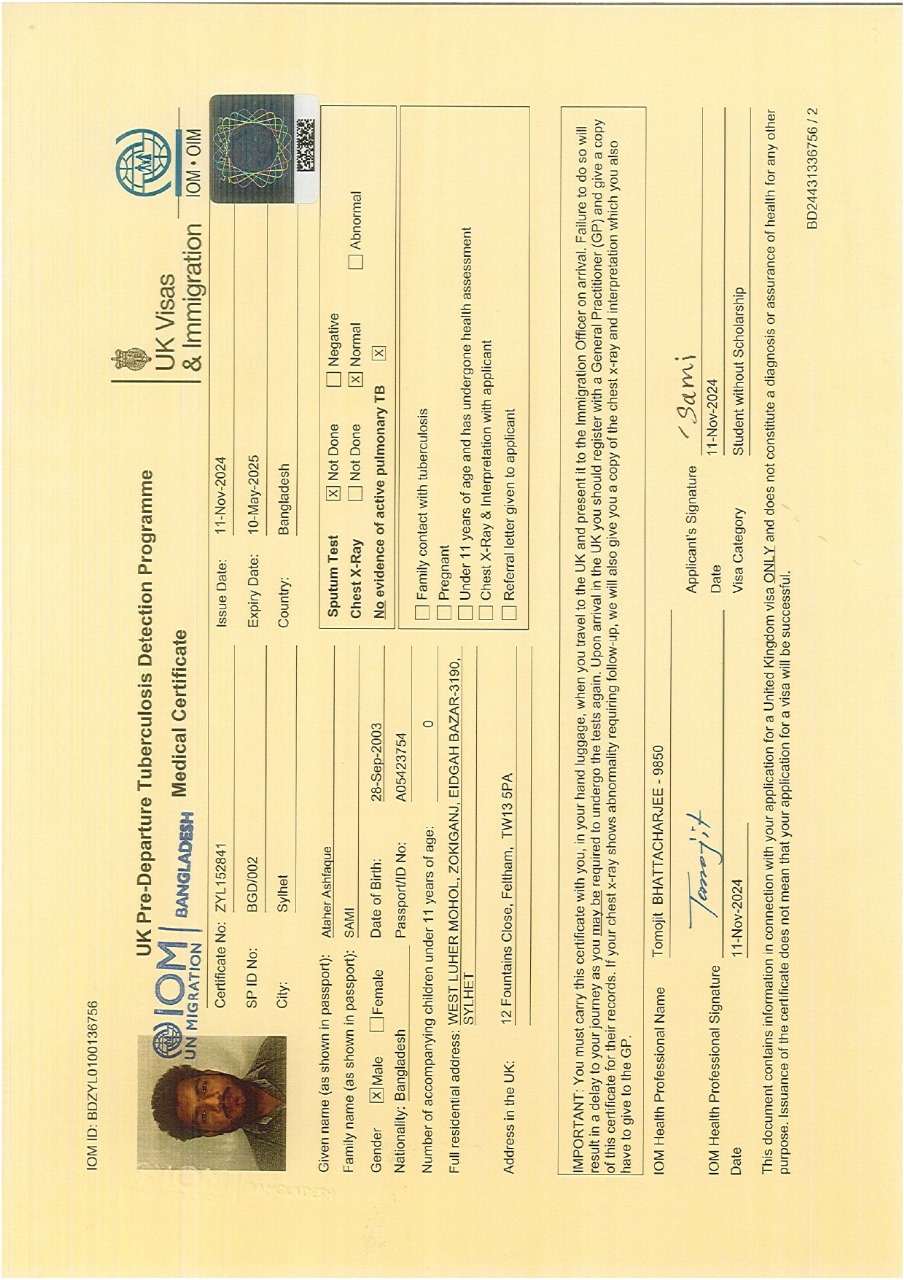 IOM ID: BDZYL0100136756
UK Pre-Departure Tuberculosis Detection Programme
IOM
UN MIGRATION
BANGLADESH
Medical Certificate
UK Visas
& Immigration
IOM • OIM
Certificate No: ZYL152841
Issue Date: 11-Nov-2024
SP ID No: BGD/002
Expiry Date: 10-May-2025
City: Sylhet
Country: Bangladesh
Given name (as shown in passport): Ataher Ashfaque
Family name (as shown in passport): SAMI
Gender X Male Female Date of Birth: 28-Sep-2003
Nationality: Bangladesh Passport/ID No: A05423754
Number of accompanying children under 11 years of age: 0
Full residential address: WEST LUHER MOHOL, ZOKIGANJ, EIDGAH BAZAR-3190,
SYLHET
Address in the UK: 12 Fountains Close, Feltham, TW13 5PA
Sputum Test X Not Done Negative
Chest X-Ray Not Done X Normal Abnormal
No evidence of active pulmonary TB X
Family contact with tuberculosis
Pregnant
Under 11 years of age and has undergone health assessment
Chest X-Ray & Interpretation with applicant
Referral letter given to applicant
IMPORTANT: You must carry this certificate with you, in your hand luggage, when you travel to the UK and present it to the Immigration Officer on arrival. Failure to do so will
result in a delay to your journey as you may be required to undergo the tests again. Upon arrival in the UK you should register with a General Practitioner (GP) and give a copy
of this certificate for their records. If your chest x-ray shows abnormality requiring follow-up, we will also give you a copy of the chest x-ray and interpretation which you also
have to give to the GP.
IOM Health Professional Name Tomojit BHATTACHARJEE - 9850
IOM Health Professional Signature Tomojit
Date 11-Nov-2024
Applicant's Signature Sami
Date 11-Nov-2024
Visa Category Student without Scholarship
This document contains information in connection with your application for a United Kingdom visa ONLY and does not constitute a diagnosis or assurance of health for any other
purpose. Issuance of the certificate does not mean that your application for a visa will be successful.
BD24431336756 / 2